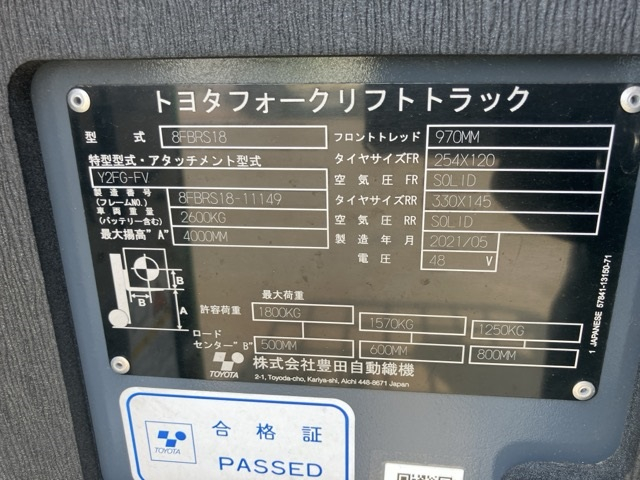 トヨタフォークリフトトラック
型式 8FBRS18
特型型式・アタッチメント型式
Y2FG-FV
製造番号
(フレームNO.) 8FBRS18-11149
車両重量
(バッテリー含む) 2600KG
最大揚高"A" 4000MM
フロントトレッド 970MM
タイヤサイズFR 254X120
空気圧 FR SOLID
タイヤサイズRR 330X145
空気圧 RR SOLID
製造年月 2021/05
電圧 48 V
B
B
A
最大荷重
許容荷重 1800KG 1570KG 1250KG
ロード
センター"B" 500MM 600MM 800MM
TOYOTA 株式会社豊田自動織機
2-1, Toyoda-cho, Kariya-shi, Aichi 448-8671 Japan
1 JAPANESE 57841-13150-71
合格証
TOYOTA
PASSED